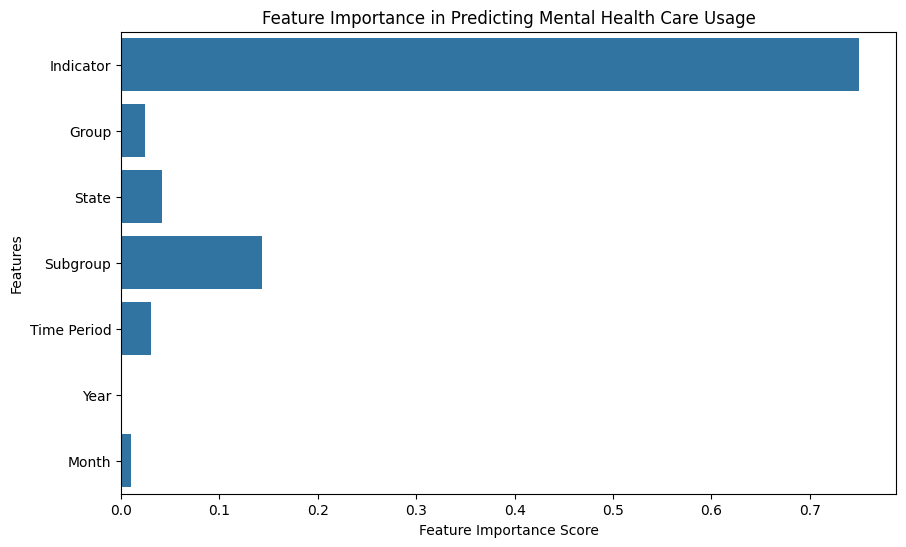 Feature Importance in Predicting Mental Health Care Usage
Indicator
Group
State
Subgroup
Time Period
Year
Month
Features
0.0 0.1 0.2 0.3 0.4 0.5 0.6 0.7
Feature Importance Score